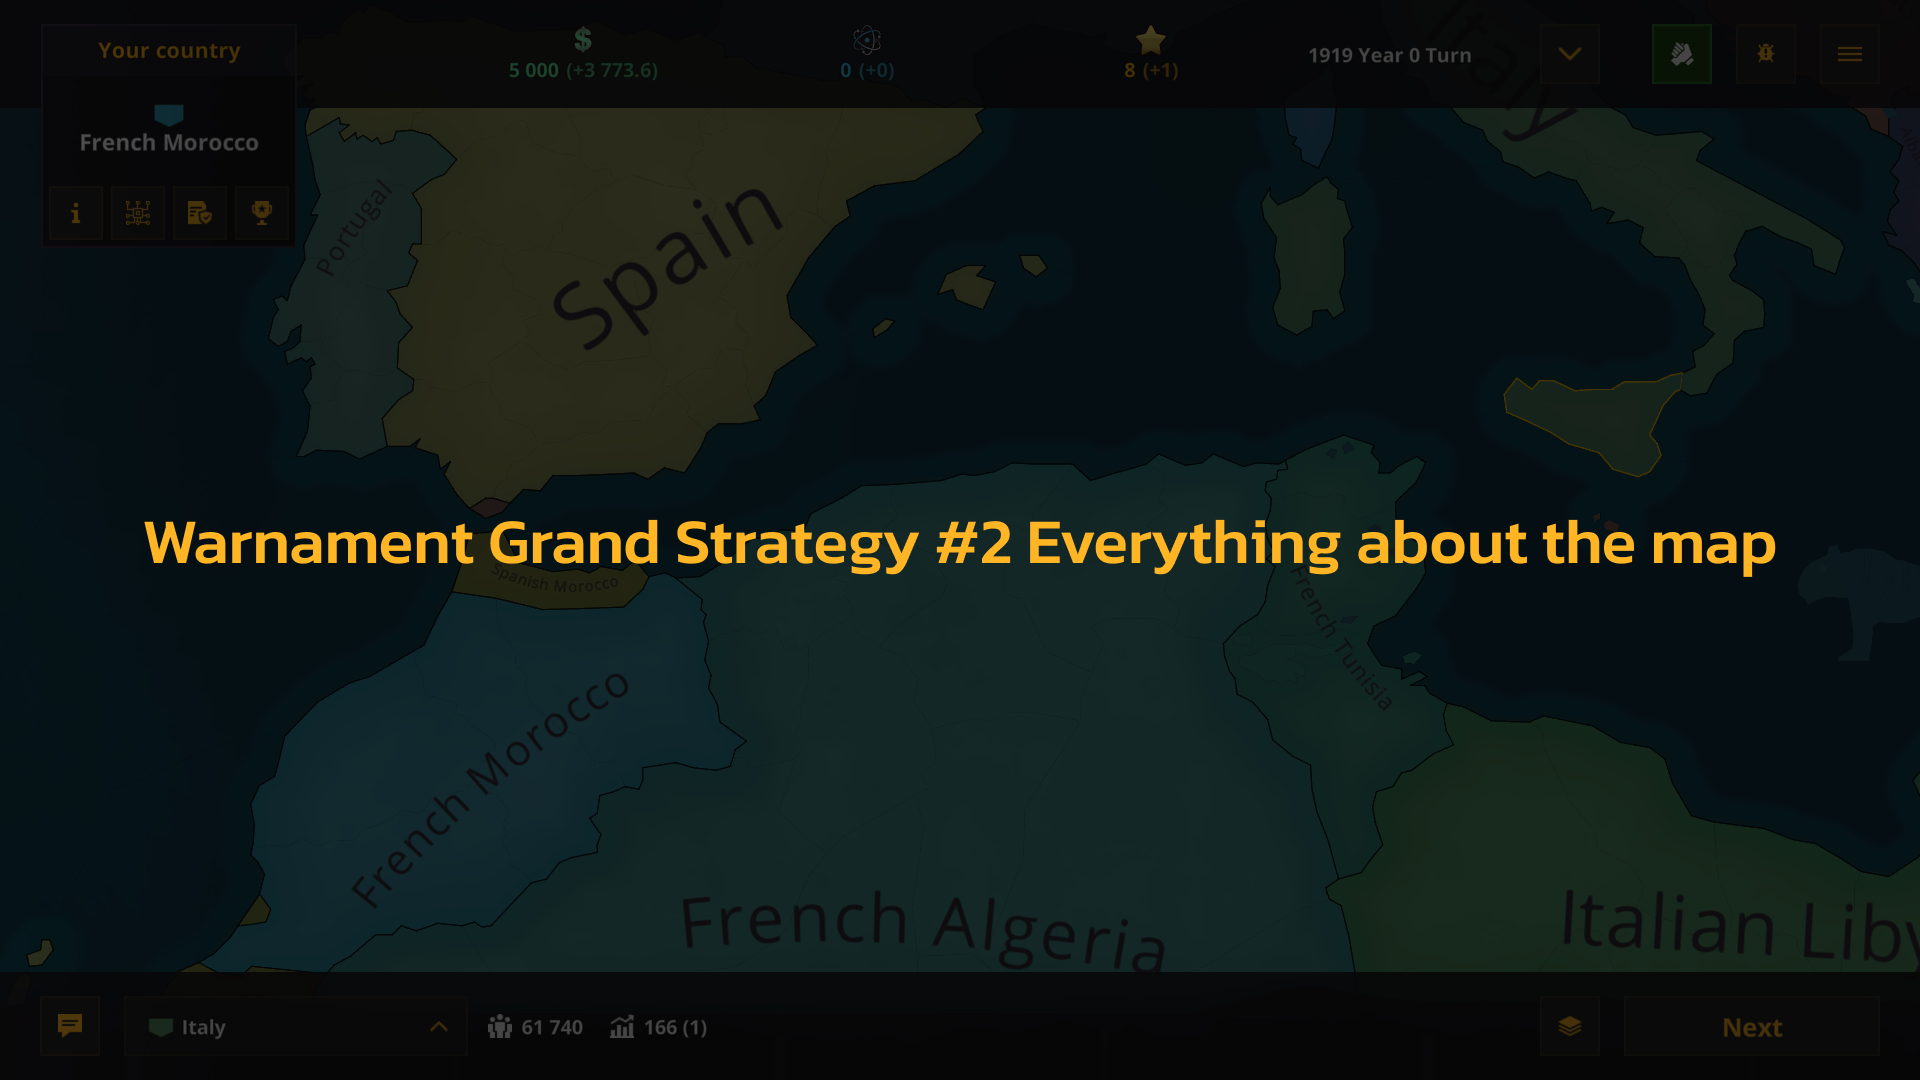 Your country
French Morocco
5 000 (+3 773.6)
0 (+0)
8 (+1)
1919 Year 0 Turn
Italy
Portugal
Spain
Warnament Grand Strategy #2 Everything about the map
Spanish Morocco
French Tunisia
French Morocco
French Algeria
Italian Liby
Italy
61 740
166 (1)
Next